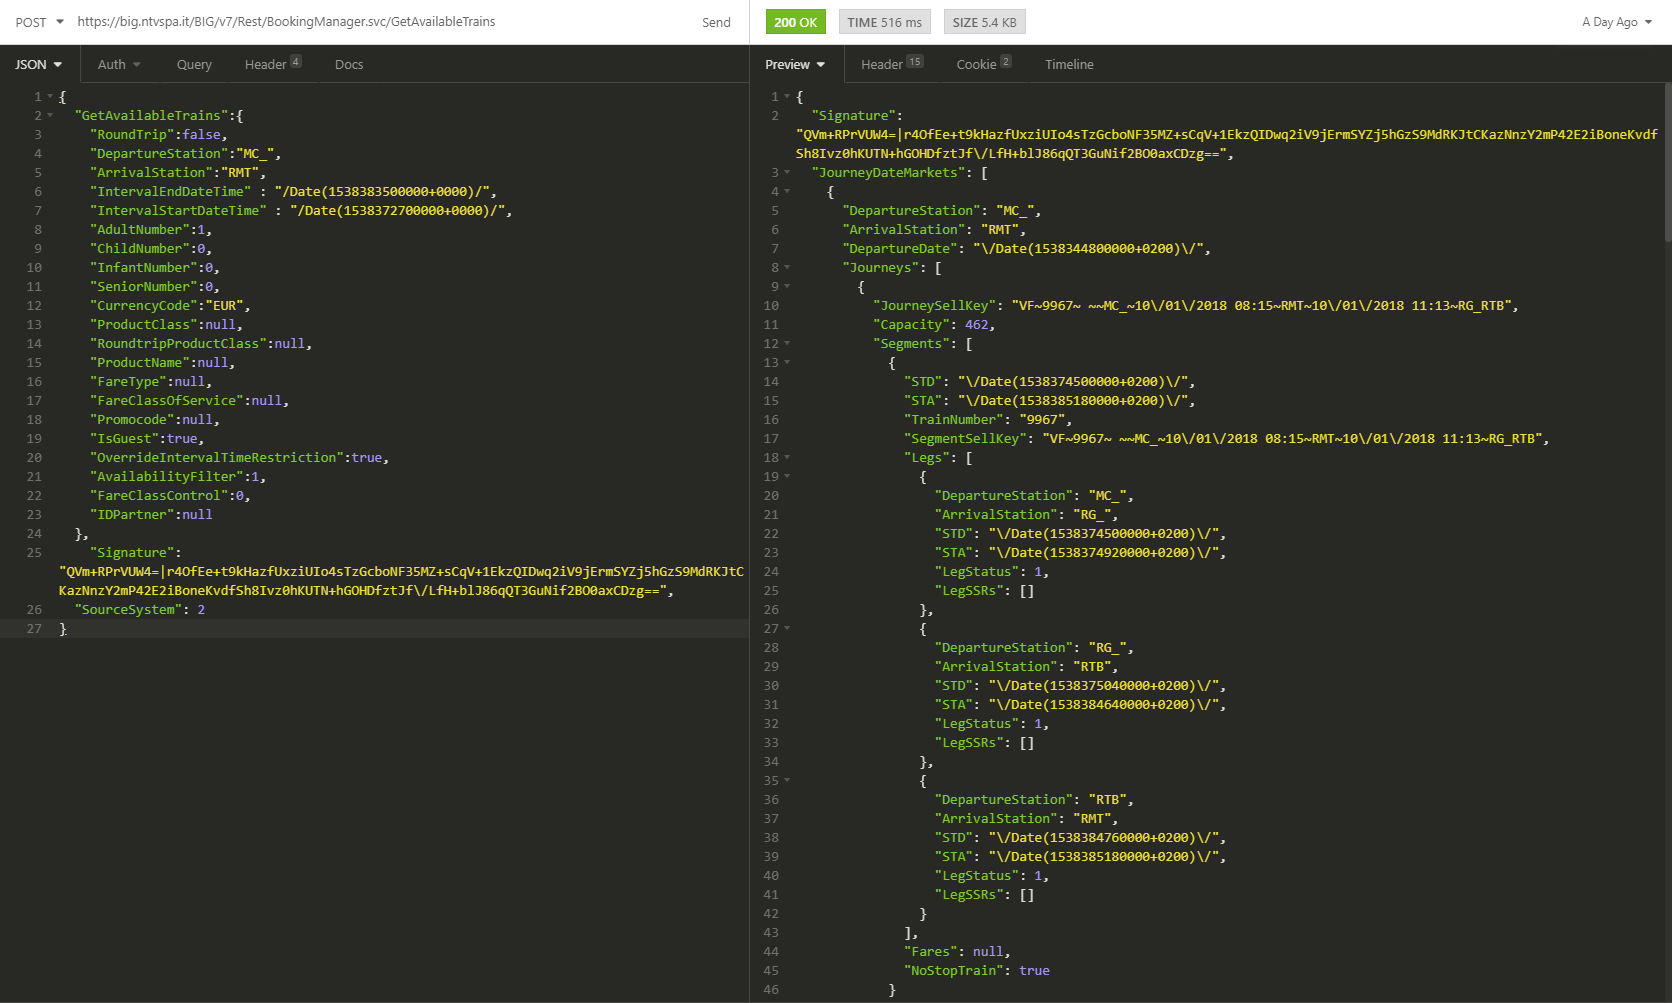 POST https://big.ntvspa.it/BIG/v7/Rest/BookingManager.svc/GetAvailableTrains Send
JSON Auth Query Header 4 Docs
1 {
2 "GetAvailableTrains":{
3 "RoundTrip":false,
4 "DepartureStation":"MC_",
5 "ArrivalStation":"RMT",
6 "IntervalEndDateTime" : "/Date(1538383500000+0000)/",
7 "IntervalStartDateTime" : "/Date(1538372700000+0000)/",
8 "AdultNumber":1,
9 "ChildNumber":0,
10 "InfantNumber":0,
11 "SeniorNumber":0,
12 "CurrencyCode":"EUR",
13 "ProductClass":null,
14 "RoundtripProductClass":null,
15 "ProductName":null,
16 "FareType":null,
17 "FareClassOfService":null,
18 "Promocode":null,
19 "IsGuest":true,
20 "OverrideIntervalTimeRestriction":true,
21 "AvailabilityFilter":1,
22 "FareClassControl":0,
23 "IDPartner":null
24 },
25 "Signature":
"QVm+RPrVUW4=|r4OfEe+t9kHazfUxziUIo4sTzGcboNF35MZ+sCqV+1EkzQIDwq2iV9jErmSYZj5hGzS9MdRKJtC
KazNnzY2mP42E2iBoneKvdfSh8Ivz0hKUTN+hGOHDfztJf\/LfH+blJ86qQT3GuNif2BO0axCDzg==",
26 "SourceSystem": 2
27 }
200 OK TIME 516 ms SIZE 5.4 KB A Day Ago
Preview Header 15 Cookie 2 Timeline
1 {
2 "Signature":
"QVm+RPrVUW4=|r4OfEe+t9kHazfUxziUIo4sTzGcboNF35MZ+sCqV+1EkzQIDwq2iV9jErmSYZj5hGzS9MdRKJtCKazNnzY2mP42E2iBoneKvdf
Sh8Ivz0hKUTN+hGOHDfztJf\/LfH+blJ86qQT3GuNif2BO0axCDzg==",
3 "JourneyDateMarkets": [
4 {
5 "DepartureStation": "MC_",
6 "ArrivalStation": "RMT",
7 "DepartureDate": "\/Date(1538344800000+0200)\/",
8 "Journeys": [
9 {
10 "JourneySellKey": "VF~9967~ ~~MC_~10\/01\/2018 08:15~RMT~10\/01\/2018 11:13~RG_RTB",
11 "Capacity": 462,
12 "Segments": [
13 {
14 "STD": "\/Date(1538374500000+0200)\/",
15 "STA": "\/Date(1538385180000+0200)\/",
16 "TrainNumber": "9967",
17 "SegmentSellKey": "VF~9967~ ~~MC_~10\/01\/2018 08:15~RMT~10\/01\/2018 11:13~RG_RTB",
18 "Legs": [
19 {
20 "DepartureStation": "MC_",
21 "ArrivalStation": "RG_",
22 "STD": "\/Date(1538374500000+0200)\/",
23 "STA": "\/Date(1538374920000+0200)\/",
24 "LegStatus": 1,
25 "LegSSRs": []
26 },
27 {
28 "DepartureStation": "RG_",
29 "ArrivalStation": "RTB",
30 "STD": "\/Date(1538375040000+0200)\/",
31 "STA": "\/Date(1538384640000+0200)\/",
32 "LegStatus": 1,
33 "LegSSRs": []
34 },
35 {
36 "DepartureStation": "RTB",
37 "ArrivalStation": "RMT",
38 "STD": "\/Date(1538384760000+0200)\/",
39 "STA": "\/Date(1538385180000+0200)\/",
40 "LegStatus": 1,
41 "LegSSRs": []
42 }
43 ],
44 "Fares": null,
45 "NoStopTrain": true
46 }